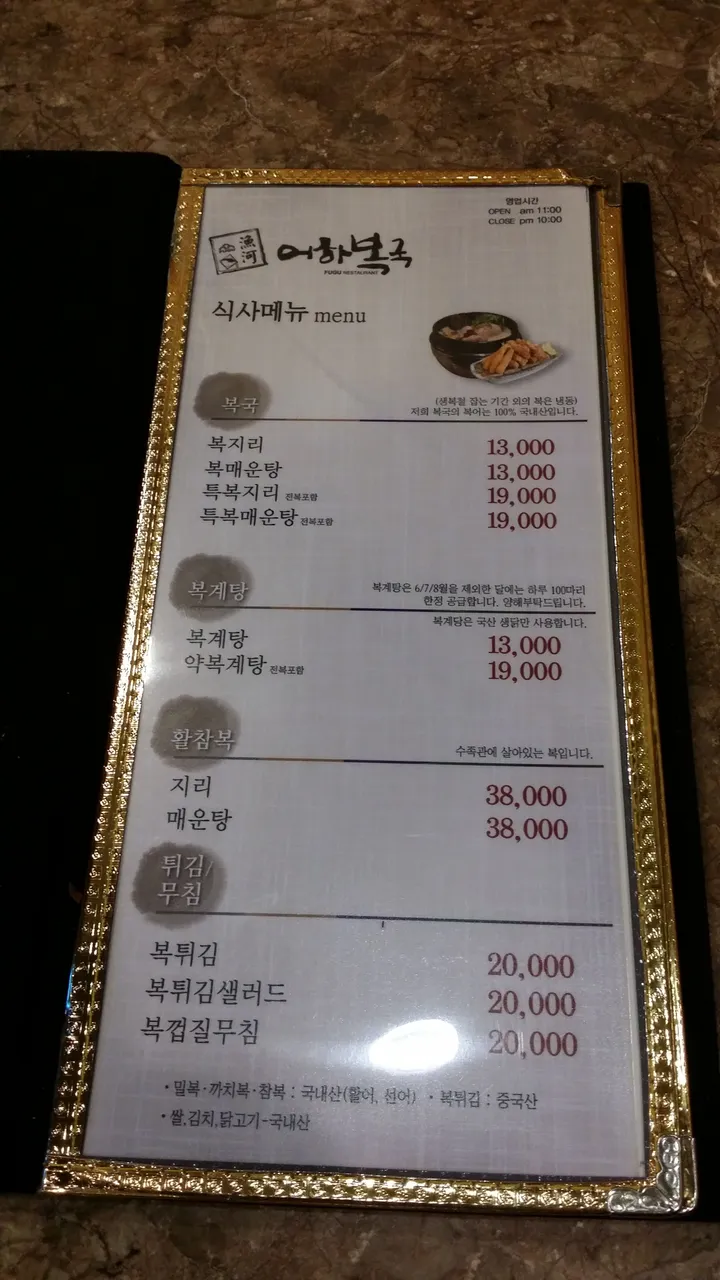 영업시간
OPEN am 11:00
CLOSE pm 10:00
漁河
어하복국
FUGU RESTAURANT
식사메뉴 menu
복국
(생복철 잡는 기간 외의 복은 냉동)
저희 복국의 복어는 100% 국내산입니다.
복지리 13,000
복매운탕 13,000
특복지리 전복포함 19,000
특복매운탕 전복포함 19,000
복계탕
복계탕은 6/7/8월을 제외한 달에는 하루 100마리
한정 공급합니다. 양해부탁드립니다.
복계탕은 국산 생닭만 사용합니다.
복계탕 13,000
약복계탕 전복포함 19,000
활참복
수족관에 살아있는 복입니다.
지리 38,000
매운탕 38,000
튀김/
무침
복튀김 20,000
복튀김샐러드 20,000
복껍질무침 20,000
·밀복·까치복·참복 : 국내산(활어, 선어) ·복튀김 : 중국산
·쌀,김치,닭고기-국내산